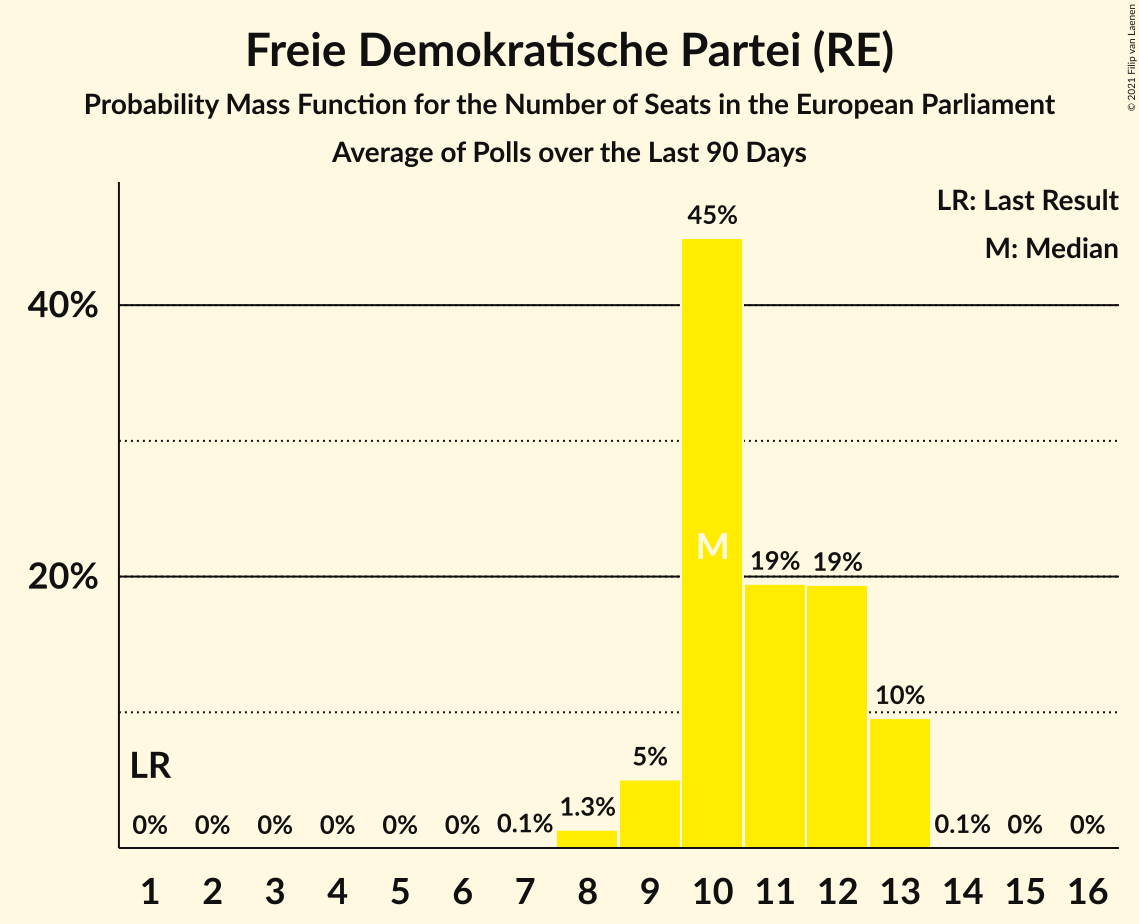 Freie Demokratische Partei (RE)
Probability Mass Function for the Number of Seats in the European Parliament
Average of Polls over the Last 90 Days
© 2021 Filip van Laenen
LR: Last Result
M: Median
45%
40%
M
20%
19% 19%
10%
LR
5%
1.3%
0% 0% 0% 0% 0% 0% 0.1% 0.1% 0% 0%
1 2 3 4 5 6 7 8 9 10 11 12 13 14 15 16